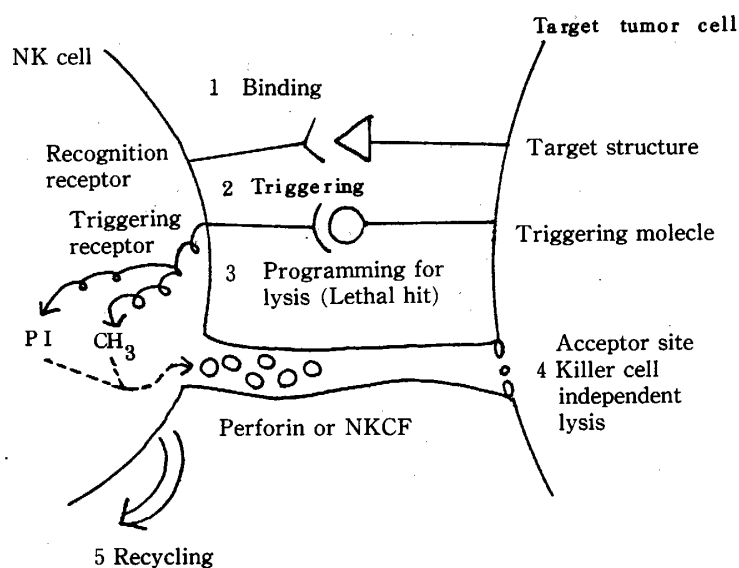 Target tumor cell
NK cell
1 Binding
Recognition
receptor
Target structure
2 Triggering
Triggering
receptor
Triggering molecle
3 Programming for
lysis (Lethal hit)
PI
CH3
Acceptor site
4 Killer cell
independent
lysis
Perforin or NKCF
5 Recycling